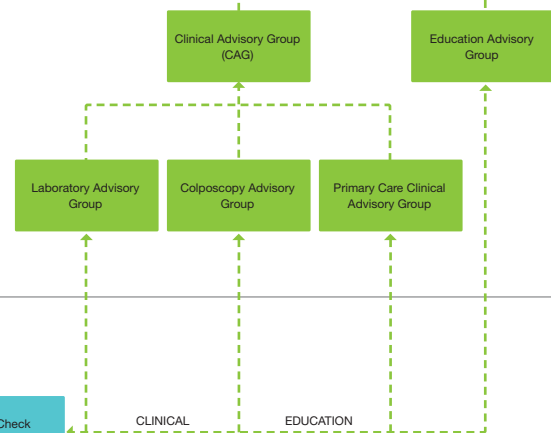 Clinical Advisory Group
(CAG)
Education Advisory
Group
Laboratory Advisory
Group
Colposcopy Advisory
Group
Primary Care Clinical
Advisory Group
Check
CLINICAL
EDUCATION